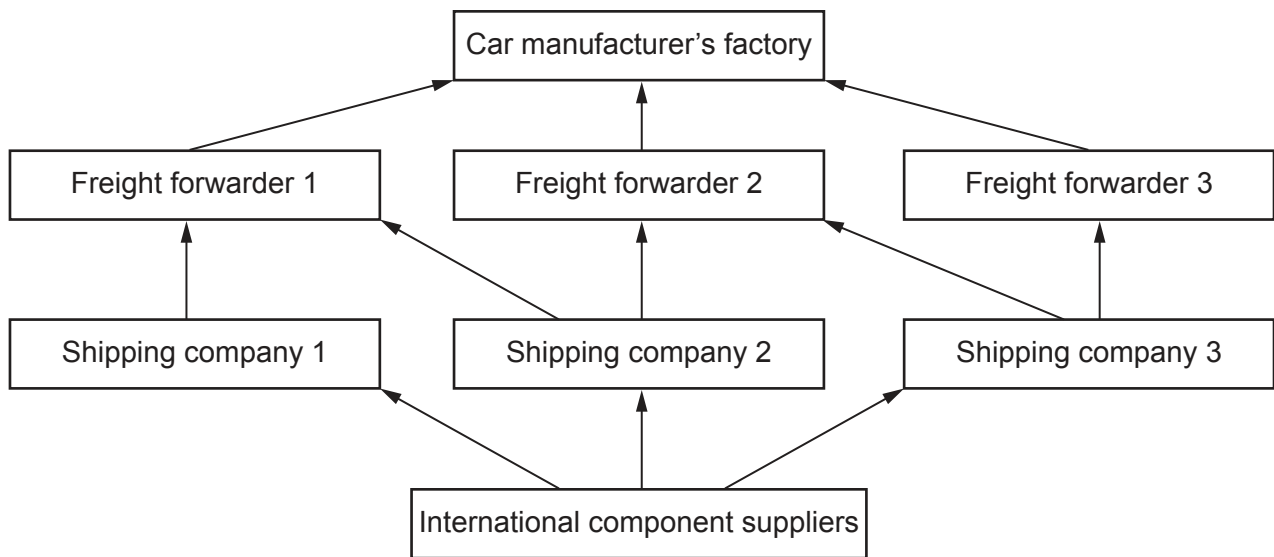 Car manufacturer’s factory
Freight forwarder 1
Freight forwarder 2
Freight forwarder 3
Shipping company 1
Shipping company 2
Shipping company 3
International component suppliers